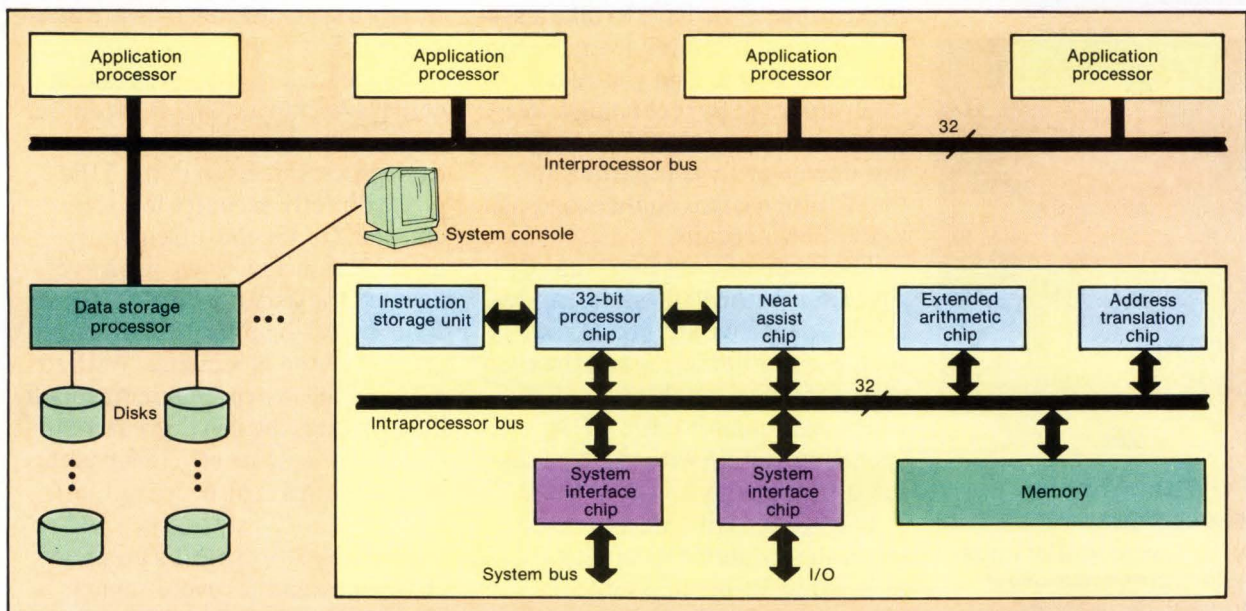 Application
processor
Application
processor
Application
processor
Application
processor
32
Interprocessor bus
System console
Data storage
processor
Disks
Instruction
storage unit
32-bit
processor
chip
Neat
assist chip
Extended
arithmetic chip
Address
translation
chip
32
Intraprocessor bus
System
interface
chip
System
interface
chip
Memory
System bus
I/O